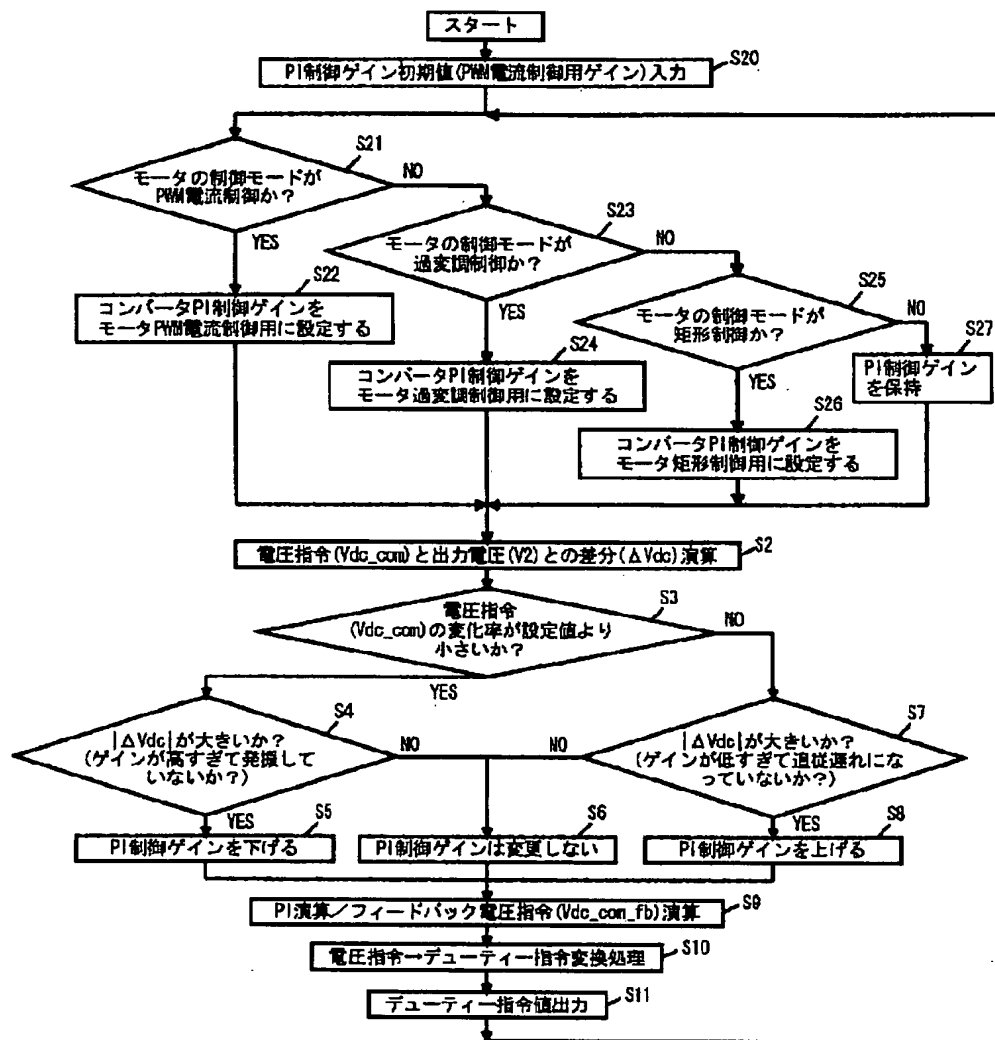 スタート
PI制御ゲイン初期値(PWM電流制御用ゲイン)入力
S20
S21
モータの制御モードが
PWM電流制御か？
NO
YES
S22
コンバータPI制御ゲインを
モータPWM電流制御用に設定する
S23
モータの制御モードが
過変調制御か？
NO
YES
S24
コンバータPI制御ゲインを
モータ過変調制御用に設定する
S25
モータの制御モードが
矩形制御か？
NO
YES
S26
コンバータPI制御ゲインを
モータ矩形制御用に設定する
S27
PI制御ゲイン
を保持
電圧指令(Vdc_com)と出力電圧(V2)との差分(ΔVdc)演算
S2
S3
電圧指令
(Vdc_com)の変化率が設定値より
小さいか？
NO
YES
S4
|ΔVdc|が大きいか？
(ゲインが高すぎて発振して
いないか？)
NO
YES
S5
PI制御ゲインを下げる
S6
PI制御ゲインは変更しない
S7
|ΔVdc|が大きいか？
(ゲインが低すぎて追従遅れにな
っていないか?)
NO
YES
S8
PI制御ゲインを上げる
PI演算／フィードバック電圧指令(Vdc_com_fb)演算
S9
電圧指令→デューティー指令変換処理
S10
デューティー指令値出力
S11